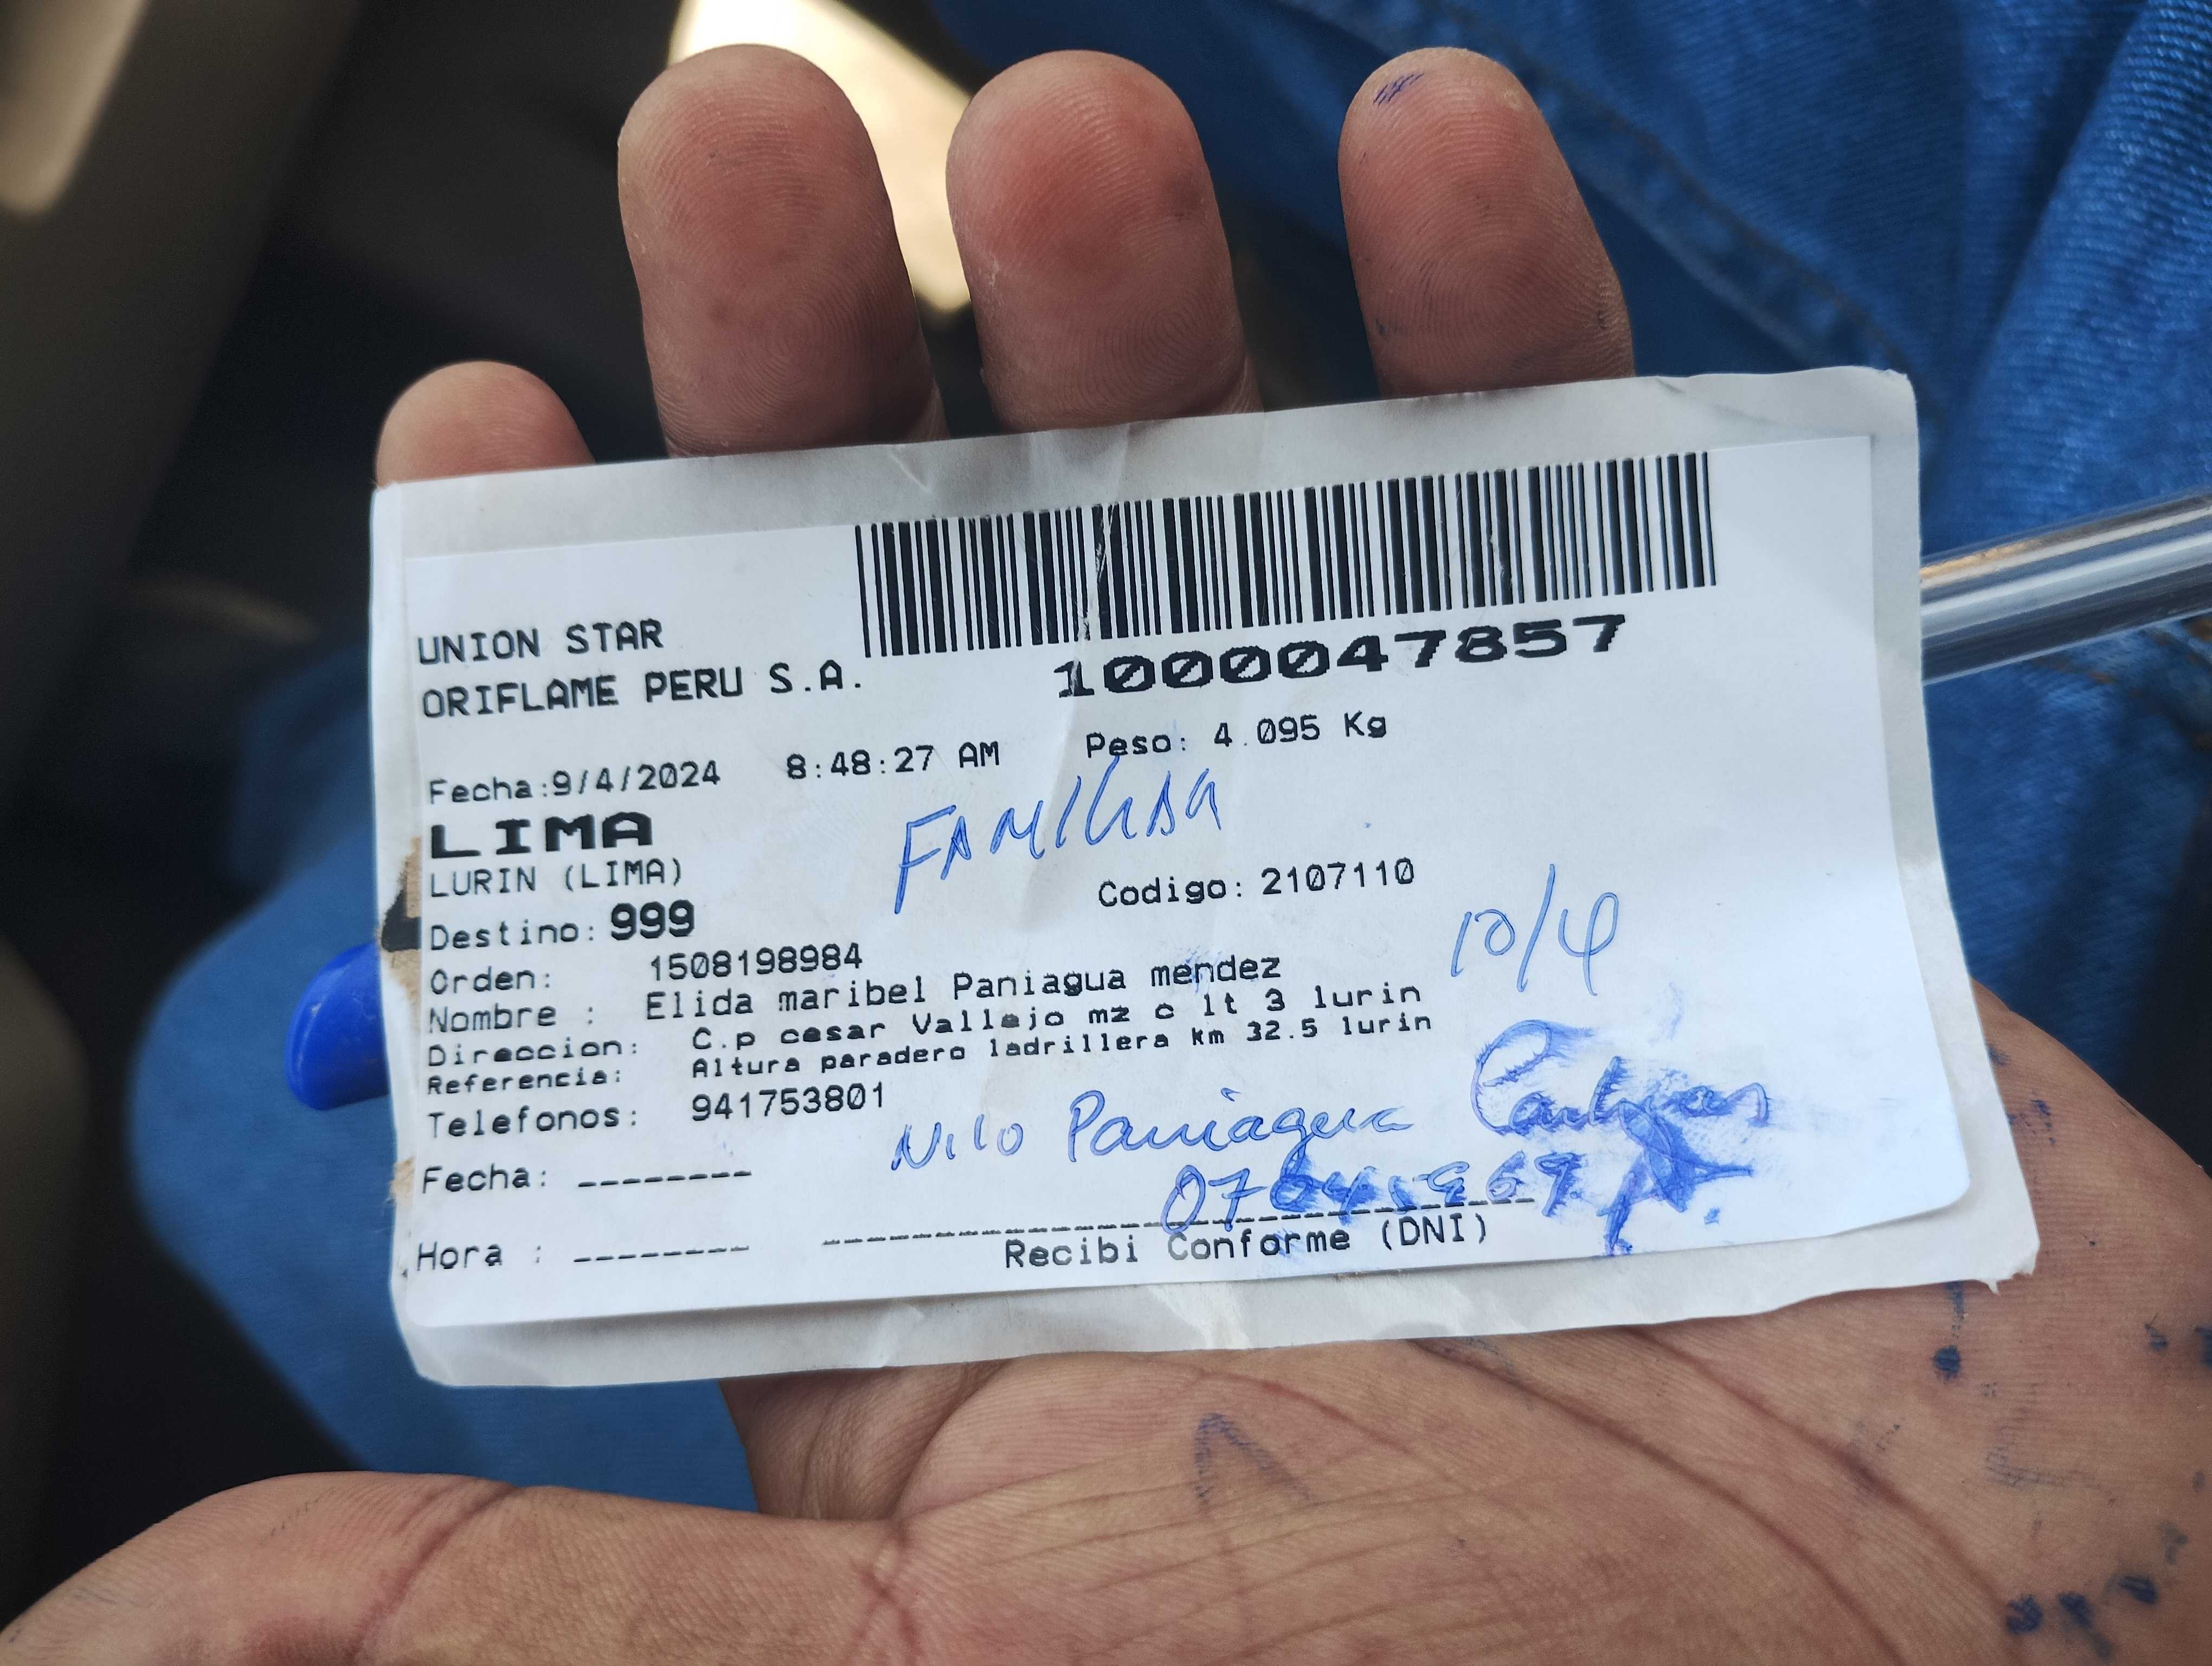 UNION STAR
ORIFLAME PERU S.A.
1000047857
Fecha:9/4/2024 8:48:27 AM Peso: 4.095 Kg
LIMA
LURIN (LIMA)
Destino: 999 Codigo: 2107110
10/4
Orden: 1508198984
Nombre : Elida maribel Paniagua mendez
Direccion: C.p cesar Vallejo mz c lt 3 lurin
Referencia: Altura paradero ladrillera km 32.5 lurin
Telefonos: 941753801
Nilo Paniagua
Fecha: --------
Hora : --------
Recibi Conforme (DNI)